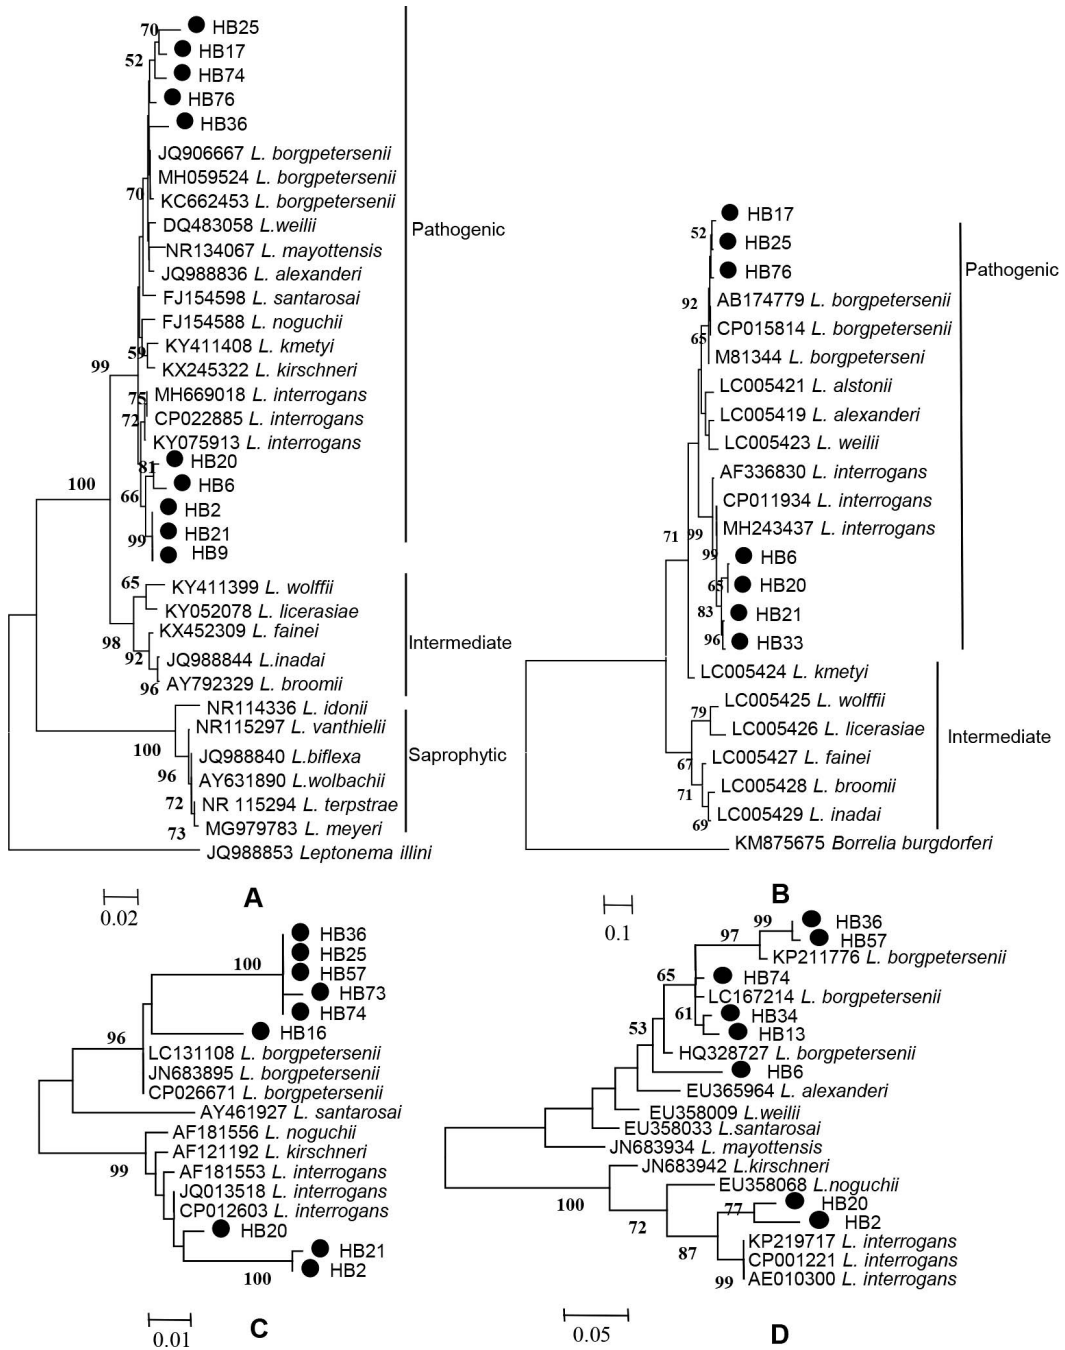 70
HB25
HB17
52
HB74
HB76
HB36
JQ906667 L. borgpetersenii
MH059524 L. borgpetersenii
70
KC662453 L. borgpetersenii
DQ483058 L.weilii
Pathogenic
NR134067 L. mayottensis
JQ988836 L. alexanderi
FJ154598 L. santarosai
FJ154588 L. noguchii
KY411408 L. kmetyi
59
99
KX245322 L. kirschneri
75
MH669018 L. interrogans
72
CP022885 L. interrogans
KY075913 L. interrogans
81
HB20
100
HB6
66
HB2
HB21
99
HB9
65
KY411399 L. wolffii
KY052078 L. licerasiae
KX452309 L. fainei
98
Intermediate
92
JQ988844 L.inadai
96
AY792329 L. broomii
NR114336 L. idonii
NR115297 L. vanthielii
100
JQ988840 L.biflexa
Saprophytic
96
AY631890 L.wolbachii
72
NR 115294 L. terpstrae
73
MG979783 L. meyeri
JQ988853 Leptonema illini
0.02
A
HB17
52
HB25
Pathogenic
HB76
92
AB174779 L. borgpetersenii
CP015814 L. borgpetersenii
65
M81344 L. borgpeterseni
LC005421 L. alstonii
LC005419 L. alexanderi
LC005423 L. weilii
AF336830 L. interrogans
CP011934 L. interrogans
71
99
MH243437 L. interrogans
99
HB6
65
HB20
83
HB21
96
HB33
LC005424 L. kmetyi
LC005425 L. wolffii
79
LC005426 L. licerasiae
Intermediate
67
LC005427 L. fainei
71
LC005428 L. broomii
69
LC005429 L. inadai
KM875675 Borrelia burgdorferi
0.1
B
HB36
HB25
100
HB57
HB73
HB74
HB16
96
LC131108 L. borgpetersenii
JN683895 L. borgpetersenii
CP026671 L. borgpetersenii
AY461927 L. santarosai
AF181556 L. noguchii
AF121192 L. kirschneri
99
AF181553 L. interrogans
JQ013518 L. interrogans
CP012603 L. interrogans
HB20
HB21
100
HB2
0.01
C
99
HB36
97
HB57
KP211776 L. borgpetersenii
65
HB74
LC167214 L. borgpetersenii
61
HB34
53
HB13
HQ328727 L. borgpetersenii
HB6
EU365964 L. alexanderi
EU358009 L.weilii
EU358033 L.santarosai
JN683934 L. mayottensis
JN683942 L.kirschneri
EU358068 L.noguchii
100
77
HB20
72
HB2
87
KP219717 L. interrogans
CP001221 L. interrogans
99
AE010300 L. interrogans
0.05
D